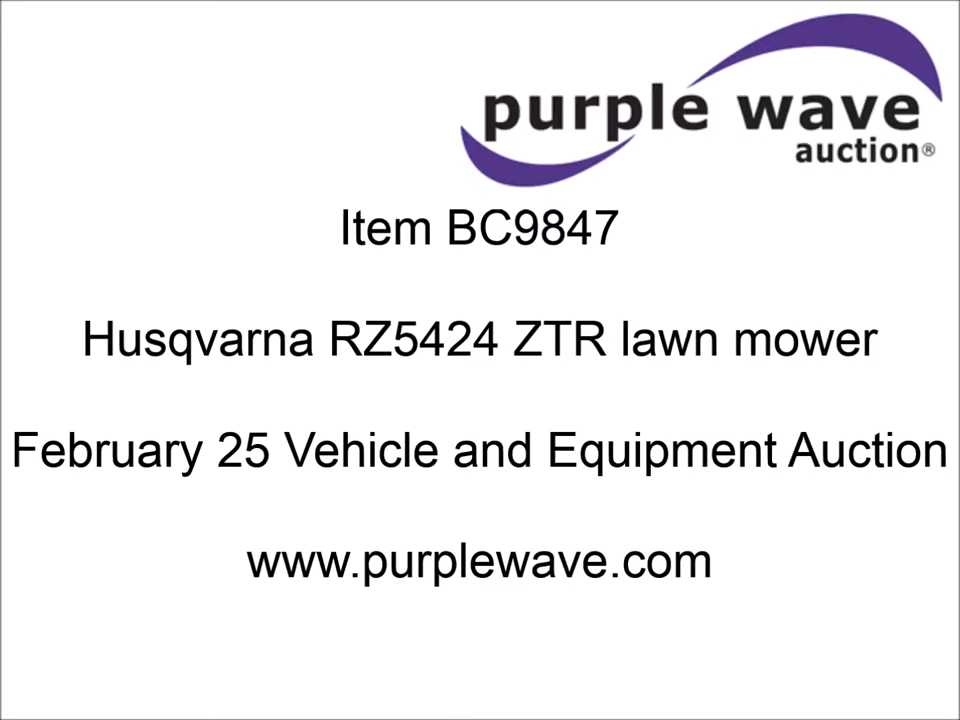 purple wave
auction®
Item BC9847
Husqvarna RZ5424 ZTR lawn mower
February 25 Vehicle and Equipment Auction
www.purplewave.com